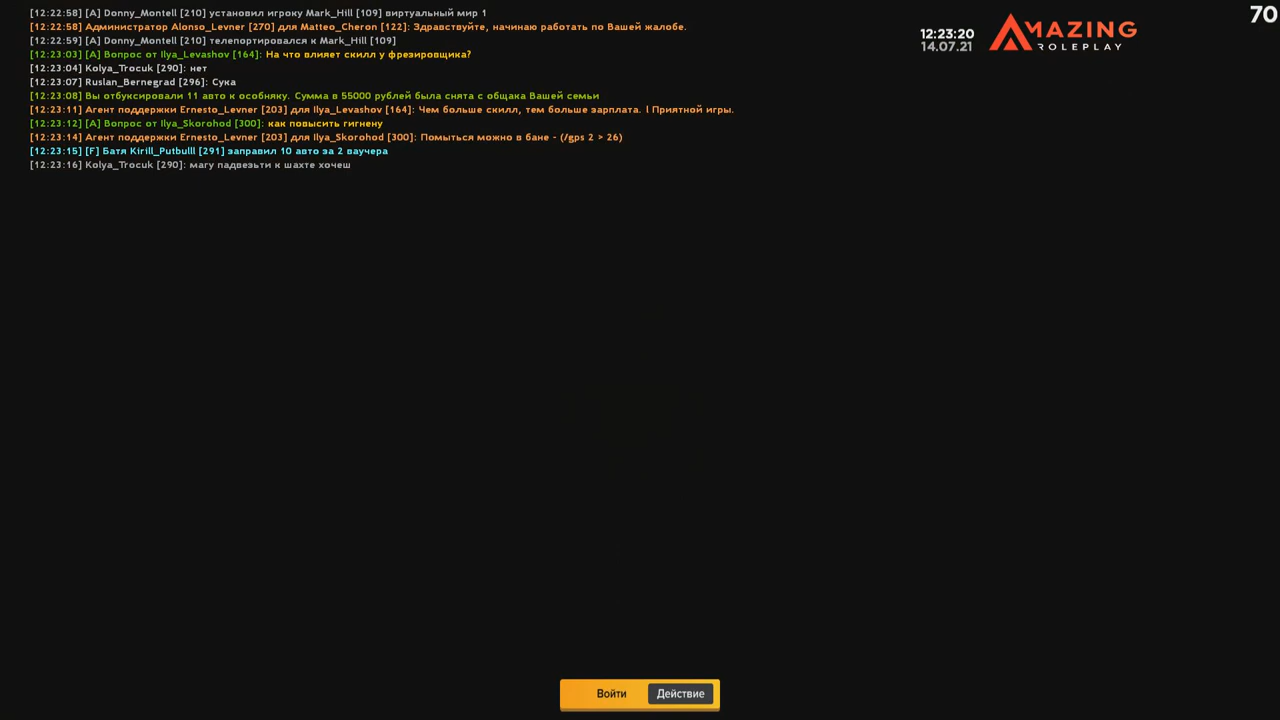 [12:22:58] [A] Donny_Montell [210] установил игроку Mark_Hill [109] виртуальный мир 1
[12:22:58] Администратор Alonso_Levner [270] для Matteo_Cheron [122]: Здравствуйте, начинаю работать по Вашей жалобе.
[12:22:59] [A] Donny_Montell [210] телепортировался к Mark_Hill [109]
[12:23:03] [A] Вопрос от Ilya_Levashov [164]: На что влияет скилл у фрезировщика?
[12:23:04] Kolya_Trocuk [290]: нет
[12:23:07] Ruslan_Bernegrad [296]: Сука
[12:23:08] Вы отбуксировали 11 авто к особняку. Сумма в 55000 рублей была снята с общака Вашей семьи
[12:23:11] Агент поддержки Ernesto_Levner [203] для Ilya_Levashov [164]: Чем больше скилл, тем больше зарплата. | Приятной игры.
[12:23:12] [A] Вопрос от Ilya_Skorohod [300]: как повысить гигнену
[12:23:14] Агент поддержки Ernesto_Levner [203] для Ilya_Skorohod [300]: Помыться можно в бане - (/gps 2 > 26)
[12:23:15] [F] Батя Kirill_Putbulll [291] заправил 10 авто за 2 ваучера
[12:23:16] Kolya_Trocuk [290]: магу падвезьти к шахте хочеш
12:23:20
14.07.21
AMAZING
ROLEPLAY
70
Войти Действие